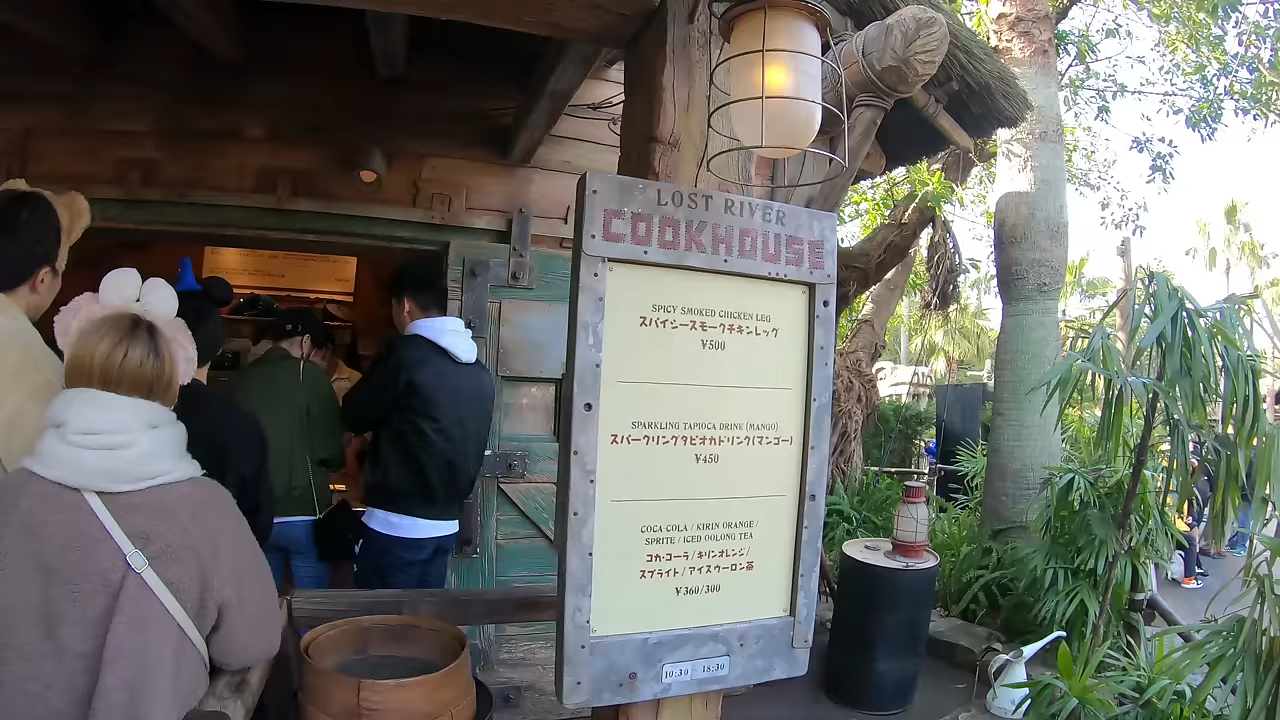 LOST RIVER
COOKHOUSE
SPICY SMOKED CHICKEN LEG
スパイシースモークチキンレッグ
¥500
SPARKLING TAPIOCA DRINK (MANGO)
スパークリングタピオカドリンク(マンゴー)
¥450
COCA-COLA / KIRIN ORANGE /
SPRITE / ICED OOLONG TEA
コカ・コーラ / キリンオレンジ /
スプライト / アイスウーロン茶
¥360/300
10:30 - 18:30